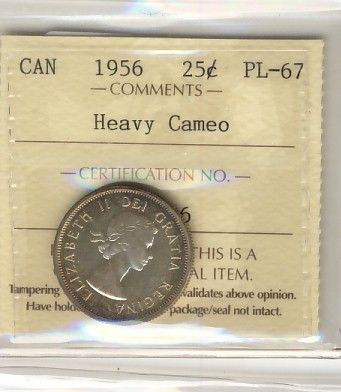 CAN 1956 25¢ PL-67
— COMMENTS —
Heavy Cameo
— CERTIFICATION NO. —
6
ELIZABETH II DEI GRATIA REGINA
THIS IS A
AL ITEM.
Tampering validates above opinion.
Have hold package/seal not intact.